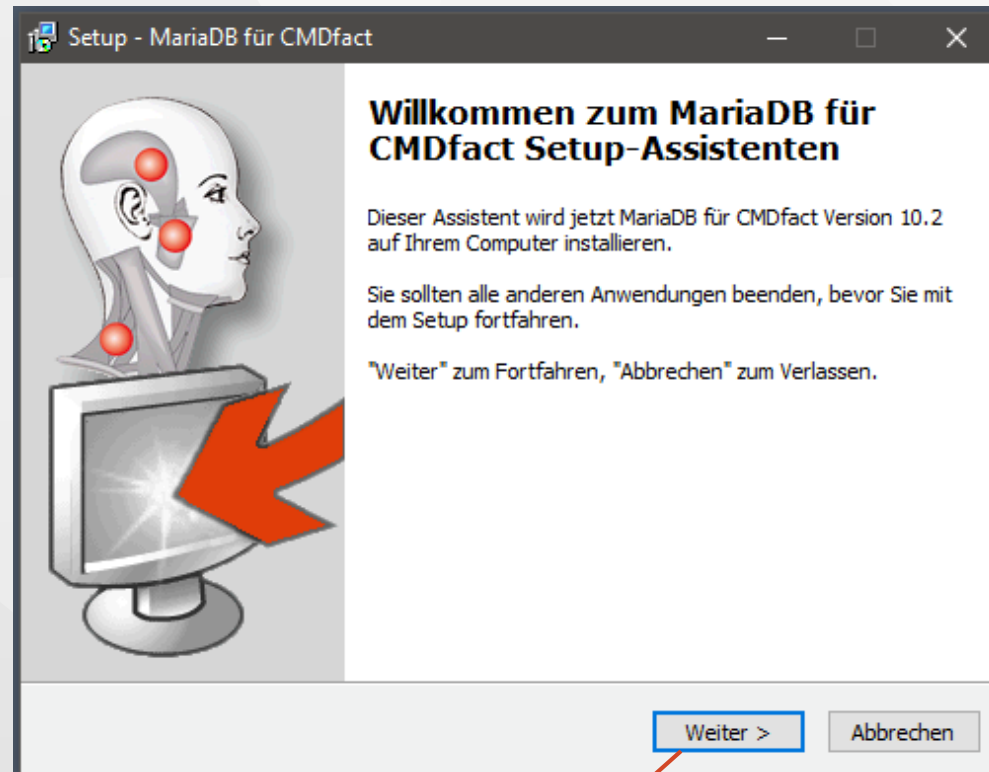 Setup - MariaDB für CMDfact
Willkommen zum MariaDB für
CMDfact Setup-Assistenten
Dieser Assistent wird jetzt MariaDB für CMDfact Version 10.2
auf Ihrem Computer installieren.
Sie sollten alle anderen Anwendungen beenden, bevor Sie mit
dem Setup fortfahren.
"Weiter" zum Fortfahren, "Abbrechen" zum Verlassen.
Weiter >
Abbrechen